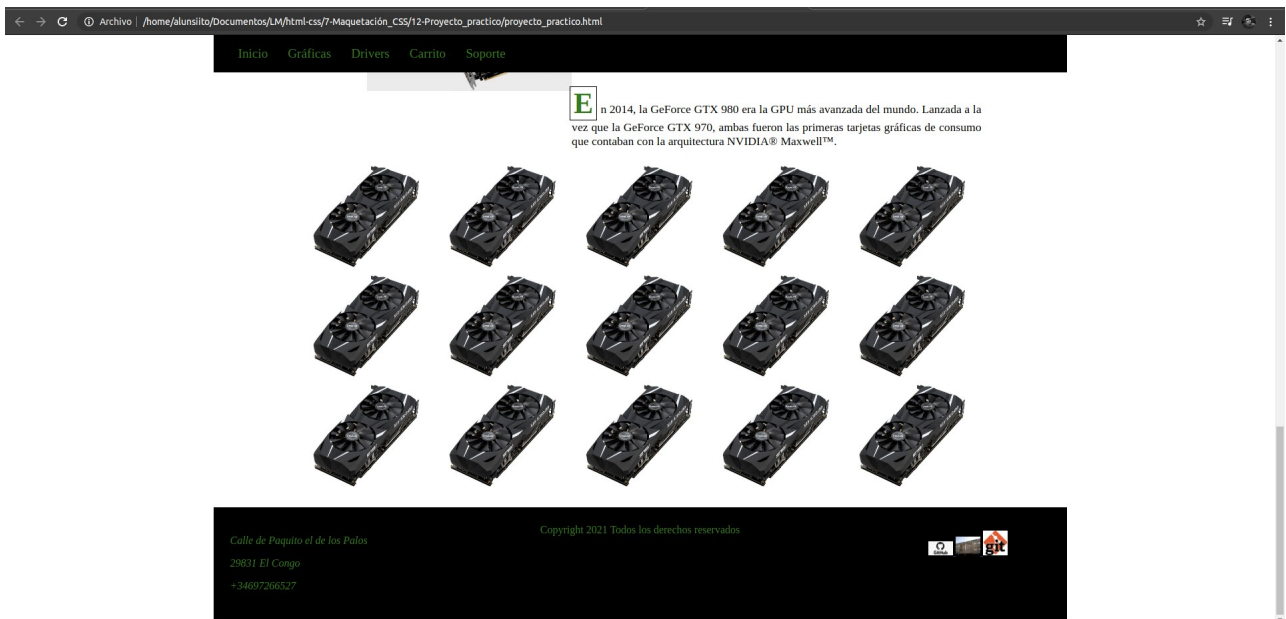 Archivo | /home/alunsiito/Documentos/LM/html-css/7-Maquetación_CSS/12-Proyecto_practico/proyecto_practico.html
Inicio Gráficas Drivers Carrito Soporte
En 2014, la GeForce GTX 980 era la GPU más avanzada del mundo. Lanzada a la
vez que la GeForce GTX 970, ambas fueron las primeras tarjetas gráficas de consumo
que contaban con la arquitectura NVIDIA® Maxwell™.
Copyright 2021 Todos los derechos reservados
Calle de Paquito el de los Palos
29831 El Congo
+34697266527
GitHub
git